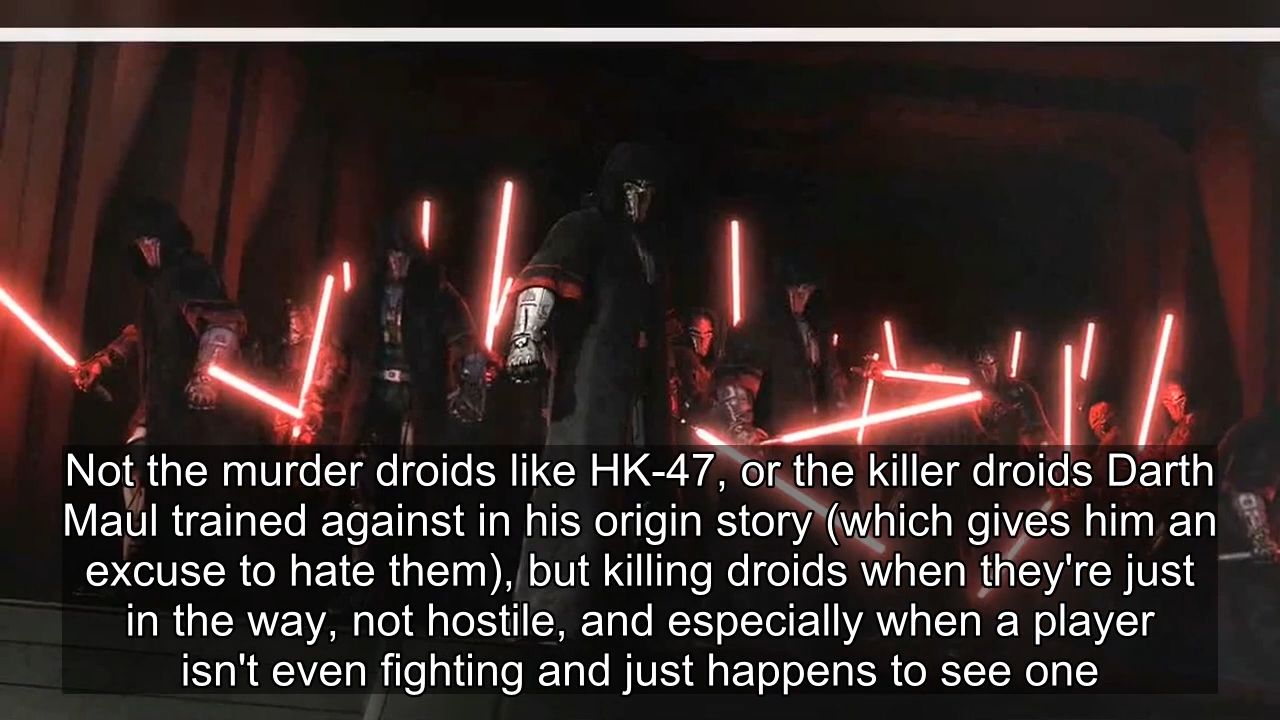 Not the murder droids like HK-47, or the killer droids Darth
Maul trained against in his origin story (which gives him an
excuse to hate them), but killing droids when they're just
in the way, not hostile, and especially when a player
isn't even fighting and just happens to see one